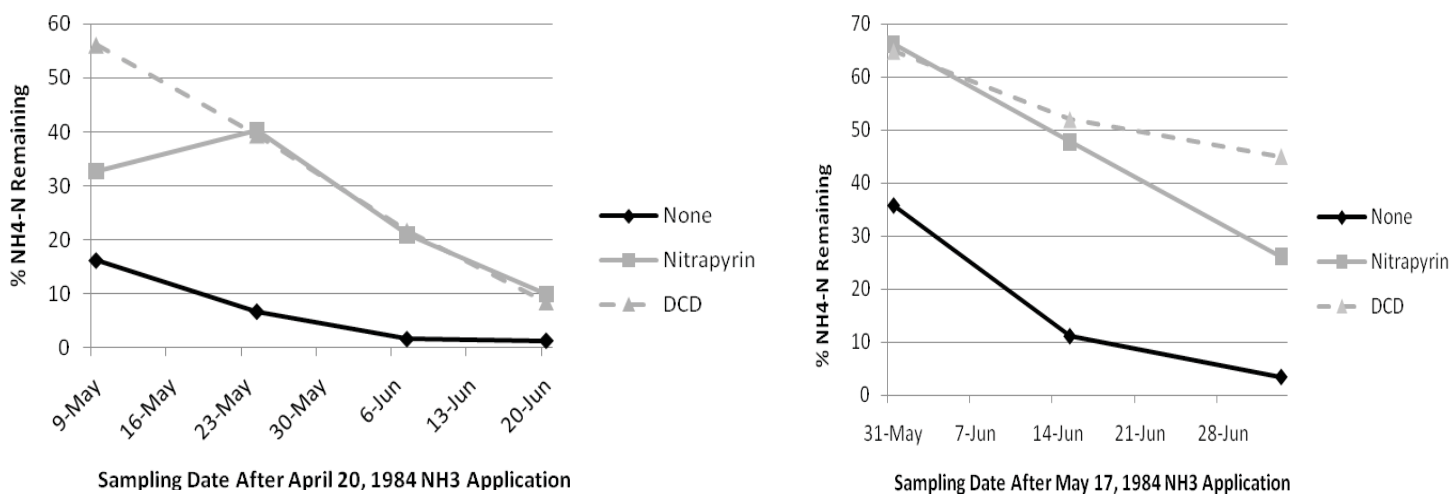 60
50
40
30
20
10
0
% NH4-N Remaining
9-May
16-May
23-May
30-May
6-Jun
13-Jun
20-Jun
Sampling Date After April 20, 1984 NH3 Application
None
Nitrapyrin
DCD
70
60
50
40
30
20
10
0
% NH4-N Remaining
31-May
7-Jun
14-Jun
21-Jun
28-Jun
Sampling Date After May 17, 1984 NH3 Application
None
Nitrapyrin
DCD